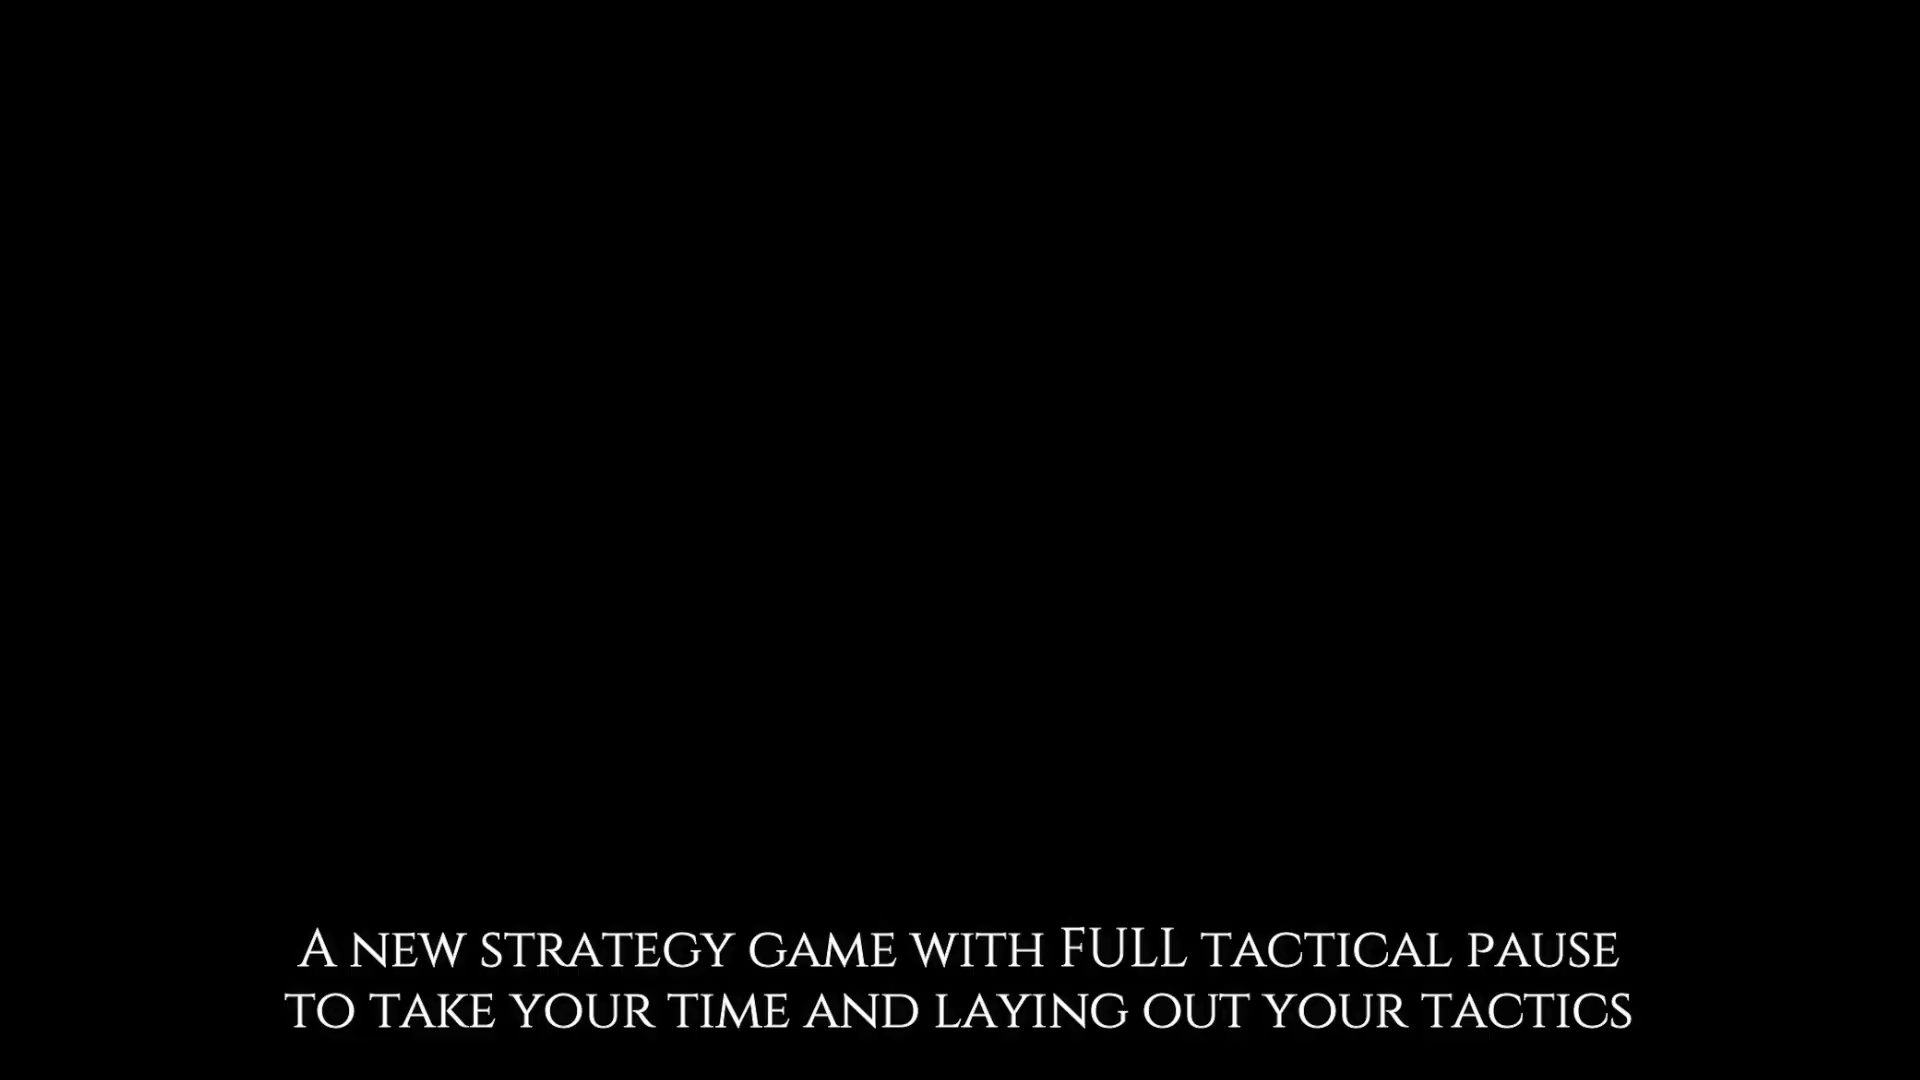 A NEW STRATEGY GAME WITH FULL TACTICAL PAUSE
TO TAKE YOUR TIME AND LAYING OUT YOUR TACTICS